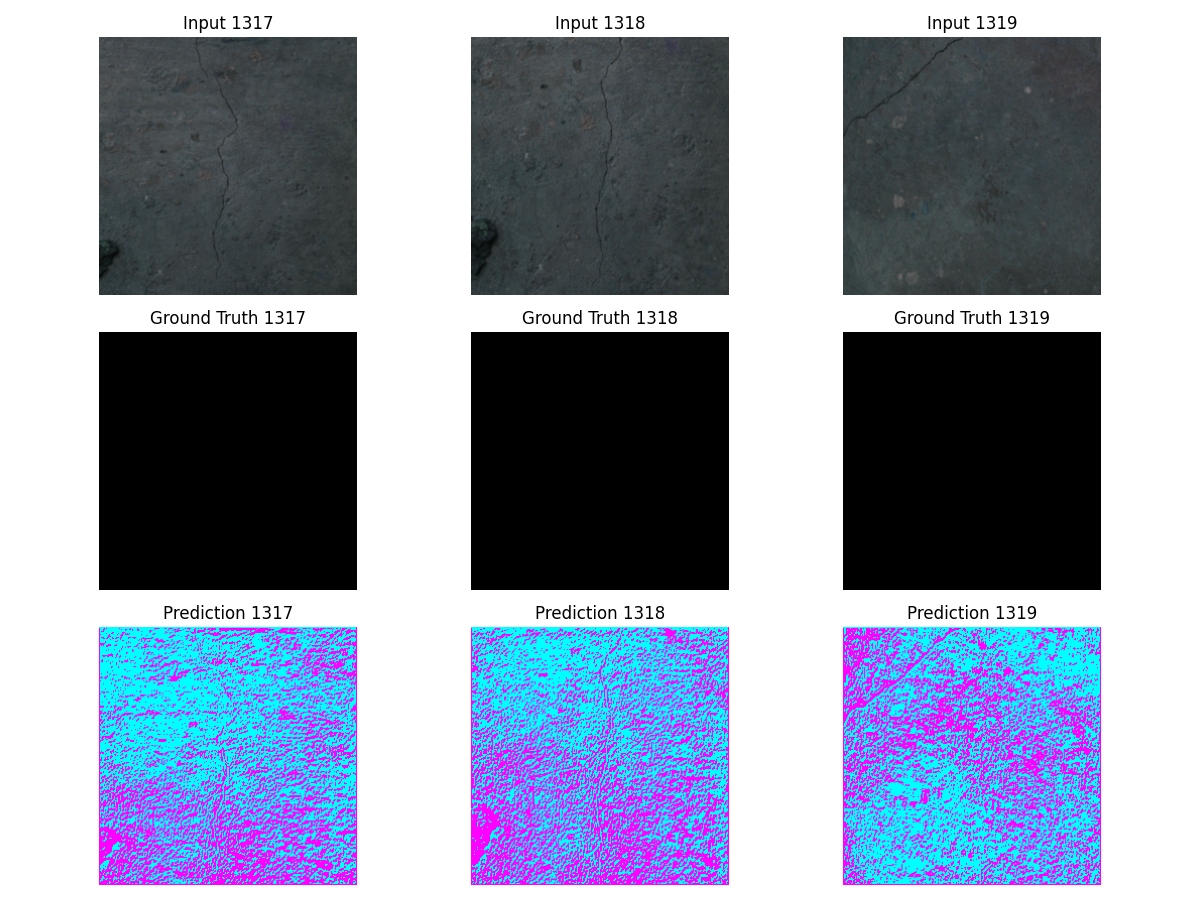 Input 1317
Input 1318
Input 1319
Ground Truth 1317
Ground Truth 1318
Ground Truth 1319
Prediction 1317
Prediction 1318
Prediction 1319